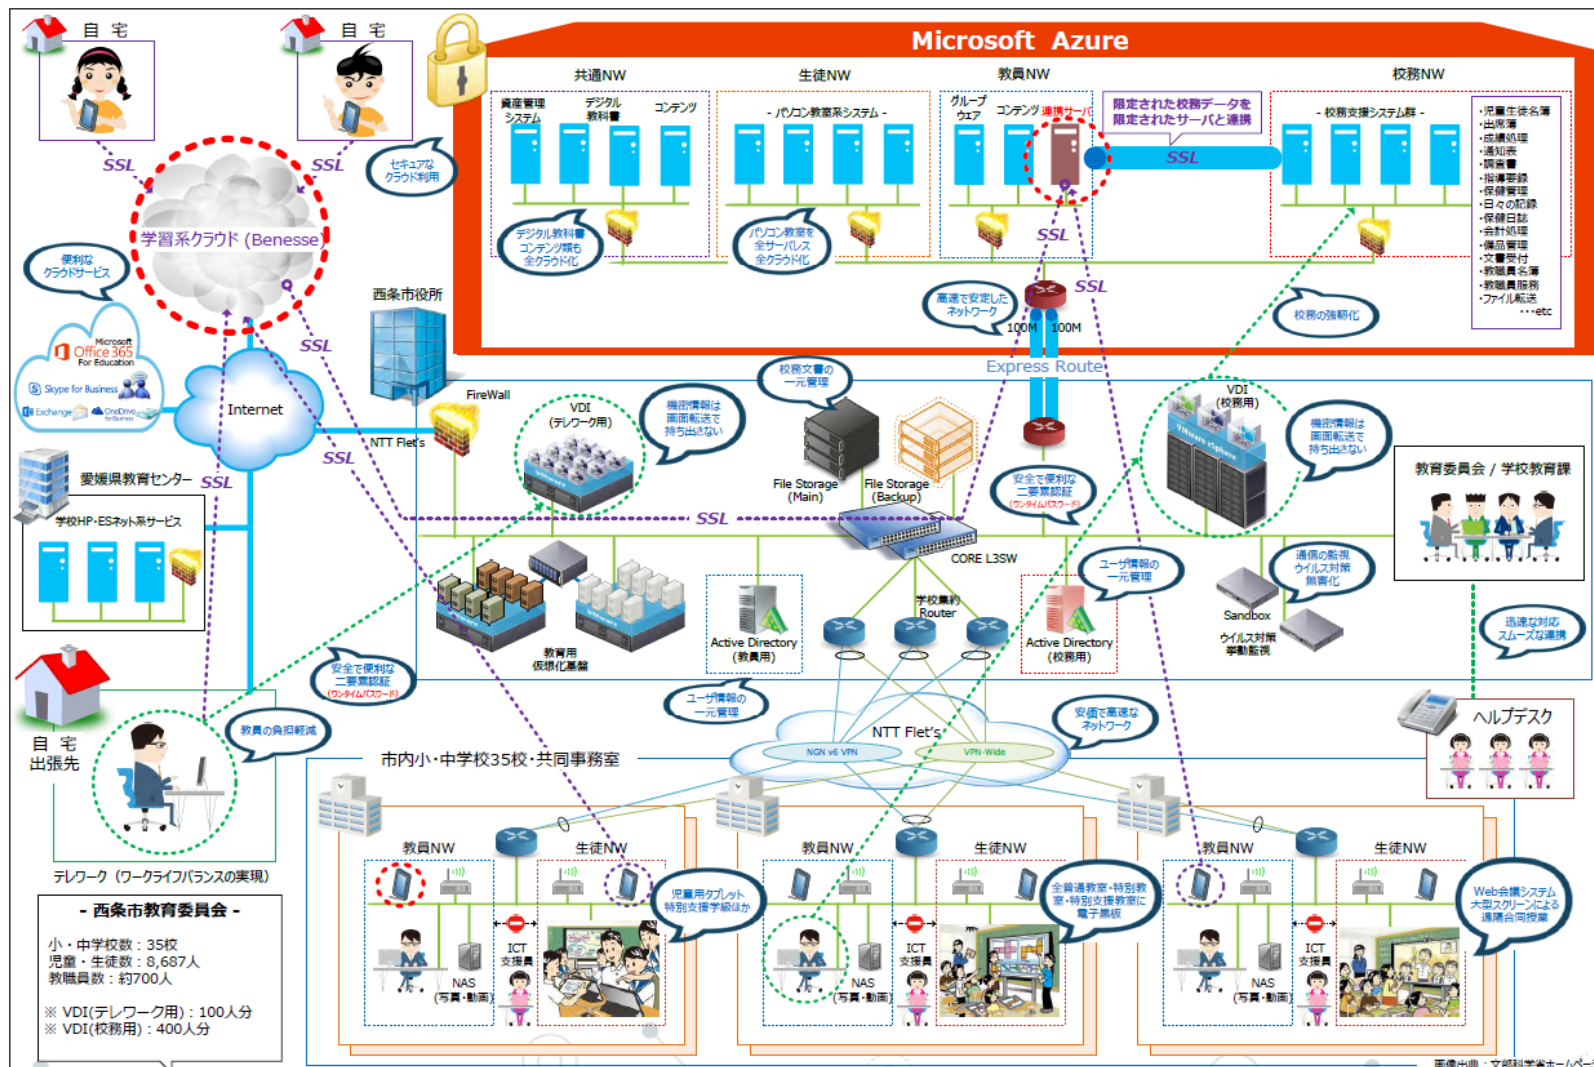 自 宅
自 宅
Microsoft Azure
共通NW
生徒NW
教員NW
校務NW
資産管理
システム
デジタル
教科書
コンテンツ
- パソコン教室系システム -
グループ
ウェア
コンテンツ
連携サーバ
限定された校務データを
限定されたサーバと連携
SSL
- 校務支援システム群 -
・児童生徒名簿
・出席簿
・成績処理
・通知表
・調査書
・指導要録
・保健管理
・日々の記録
・保健日誌
・会計処理
・備品管理
・文書受付
・教職員名簿
・教職員服務
・ファイル転送
・・・etc
SSL
SSL
セキュアな
クラウド利用
学習系クラウド (Benesse)
デジタル教科書
コンテンツ類も
全クラウド化
パソコン教室を
全サーバレス
全クラウド化
SSL
SSL
便利な
クラウドサービス
西条市役所
高速で安定した
ネットワーク
100M
100M
校務の強靭化
Microsoft
Office 365
For Education
Skype for Business
Exchange
OneDrive
for Business
SSL
Express Route
Internet
NTT Flet's
FireWall
VDI
(テレワーク用)
機密情報は
画面転送で
持ち出さない
校務文書の
一元管理
File Storage
(Main)
File Storage
(Backup)
VDI
(校務用)
VMware vSphere
機密情報は
画面転送で
持ち出さない
教育委員会 / 学校教育課
SSL
SSL
愛媛県教育センター
学校HP・ESネット系サービス
VMware
SSL
安全で便利な
二要素認証
(ワンタイムパスワード)
CORE L3SW
ユーザ情報の
一元管理
通信の監視
ウイルス対策
無害化
Sandbox
ウイルス対策
挙動監視
迅速な対応
スムーズな連携
VMware
VMware
教育用
仮想化基盤
Active Directory
(教員用)
学校集約
Router
Active Directory
(校務用)
安全で便利な
二要素認証
(ワンタイムパスワード)
ユーザ情報の
一元管理
NTT Flet's
NGN v6 VPN
VPN-Wide
安価で高速な
ネットワーク
ヘルプデスク
自 宅
出張先
教員の負担軽減
テレワーク（ワークライフバランスの実現）
市内小・中学校35校・共同事務室
教員NW
生徒NW
児童用タブレット
特別支援学級ほか
ICT
支援員
NAS
(写真・動画)
教員NW
生徒NW
全普通教室・特別教
室・特別支援教室に
電子黒板
ICT
支援員
NAS
(写真・動画)
教員NW
生徒NW
Web会議システム
大型スクリーンによる
遠隔合同授業
ICT
支援員
NAS
(写真・動画)
- 西条市教育委員会 -
小・中学校数：35校
児童・生徒数：8,687人
教職員数：約700人
※ VDI(テレワーク用)：100人分
※ VDI(校務用)：400人分
画像出典：文部科学省ホームページ